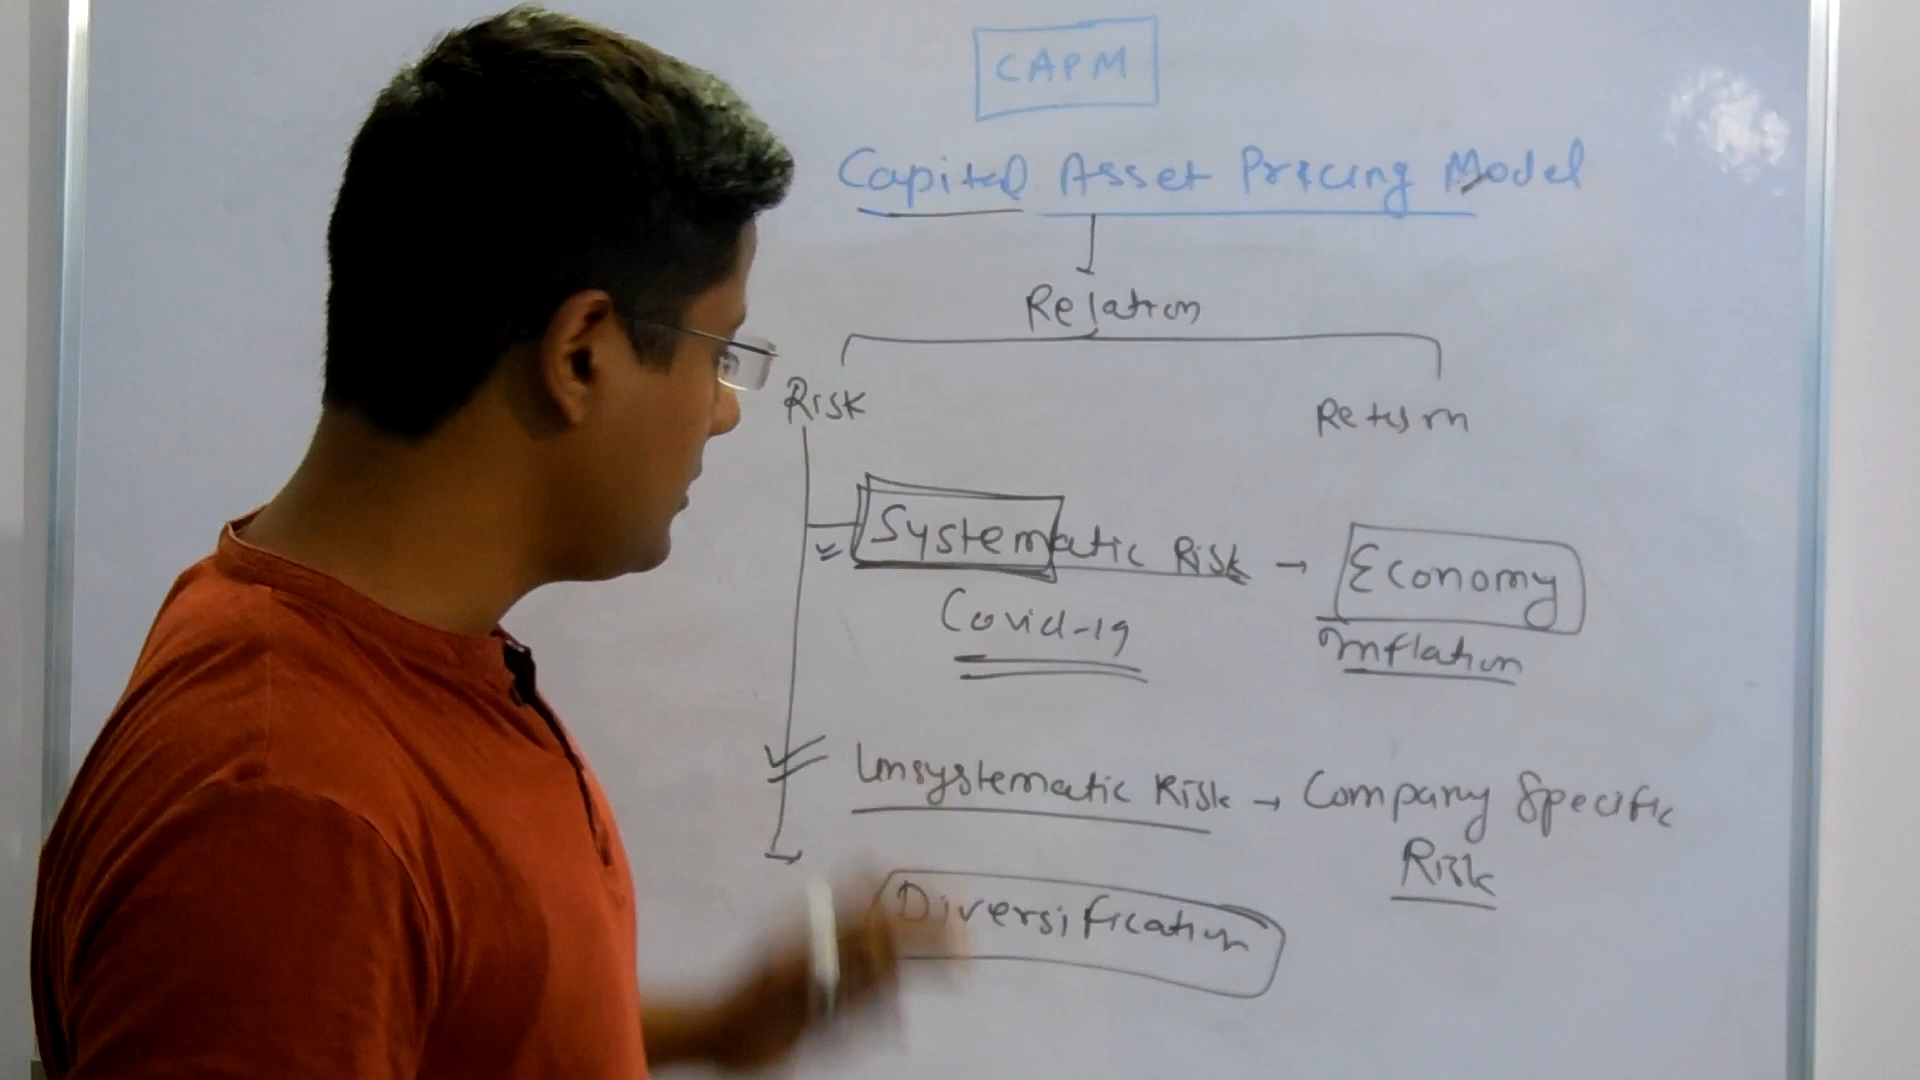 CAPM
Capital Asset Pricing Model
Relation
Risk
Return
Systematic Risk → Economy
Covid-19
Inflation
Unsystematic Risk → Company Specific
Risk
Diversification